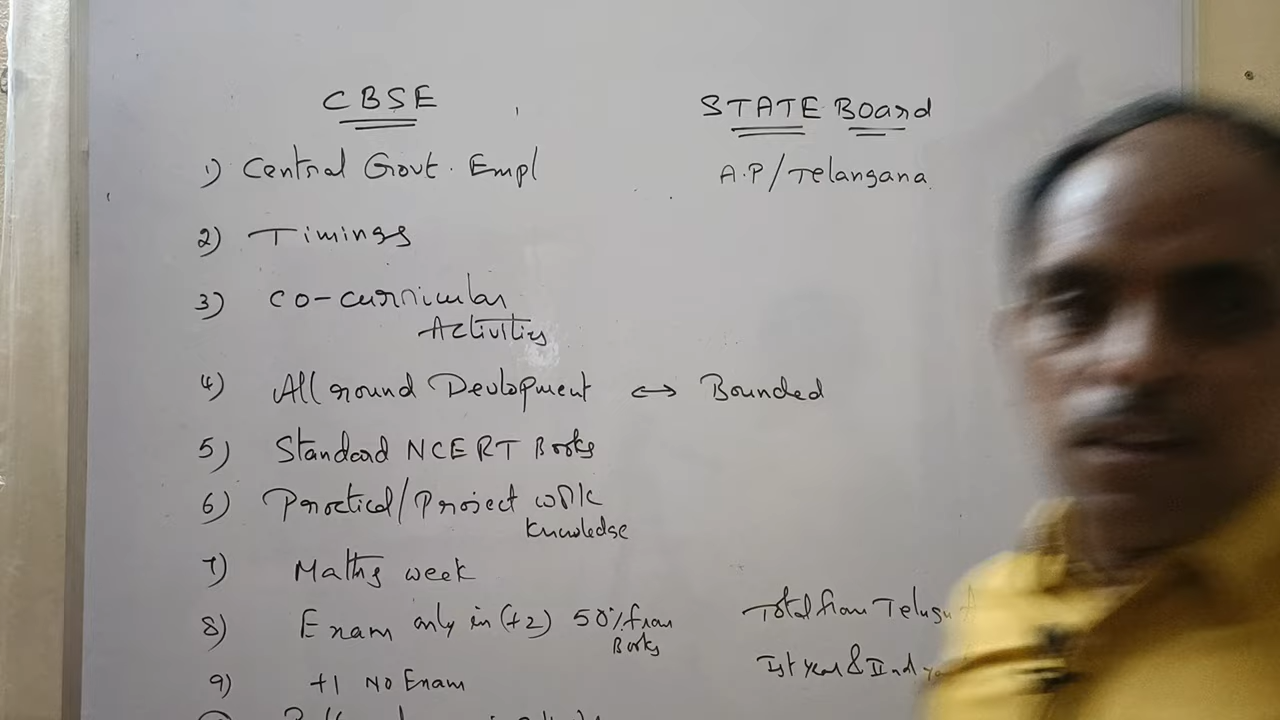 CBSE
STATE Board
1) Central Govt. Empl
A.P/Telangana
2) Timings
3) co-curricular
Activities
4) All round Devlopment ↔ Bounded
5) Standard NCERT Books
6) Practical/Project work
knowledge
7) Maths week
8) Exam only in (+2) 50% from
Books
Total from Telugu A
Ist year & IInd
9) +1 No Exam